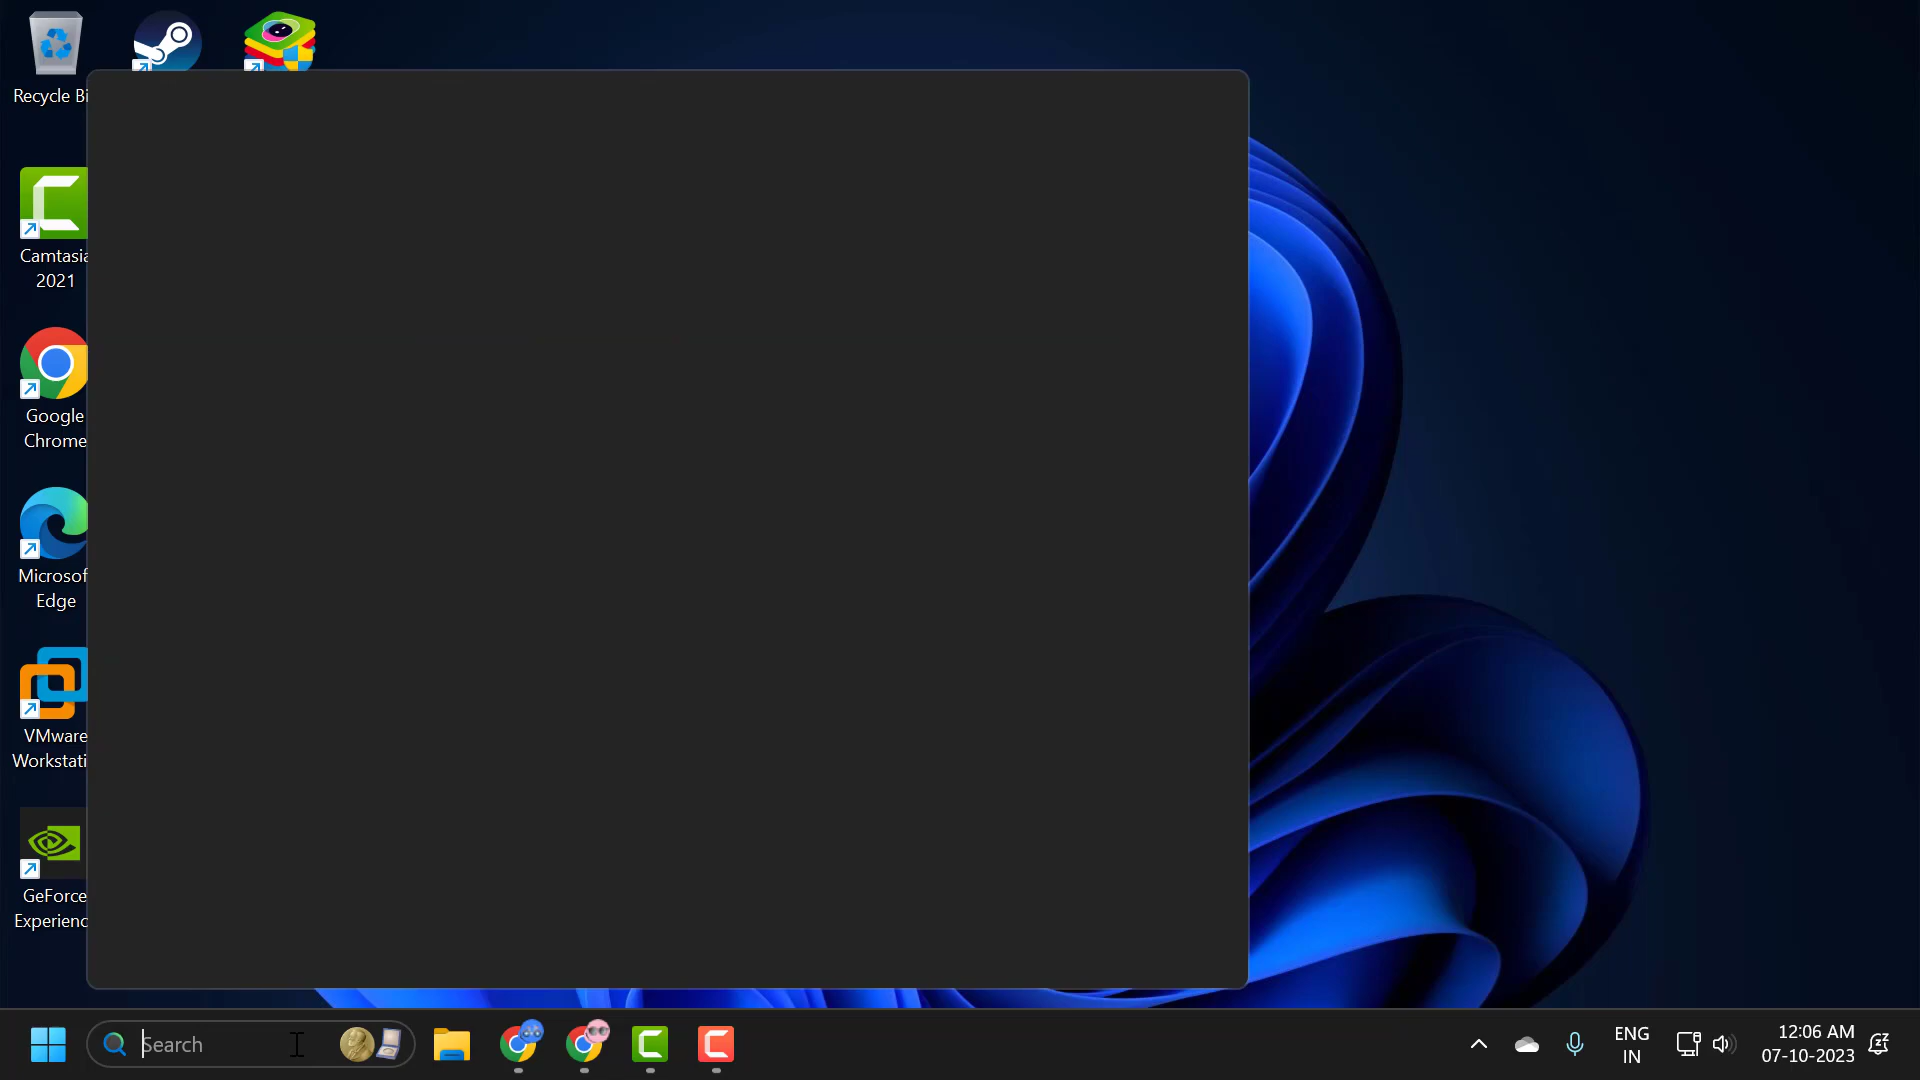 Recycle Bi
Camtasia
2021
Google
Chrome
Microsof
Edge
VMware
Workstati
GeForce
Experienc
Search
ENG
IN
12:06 AM
07-10-2023